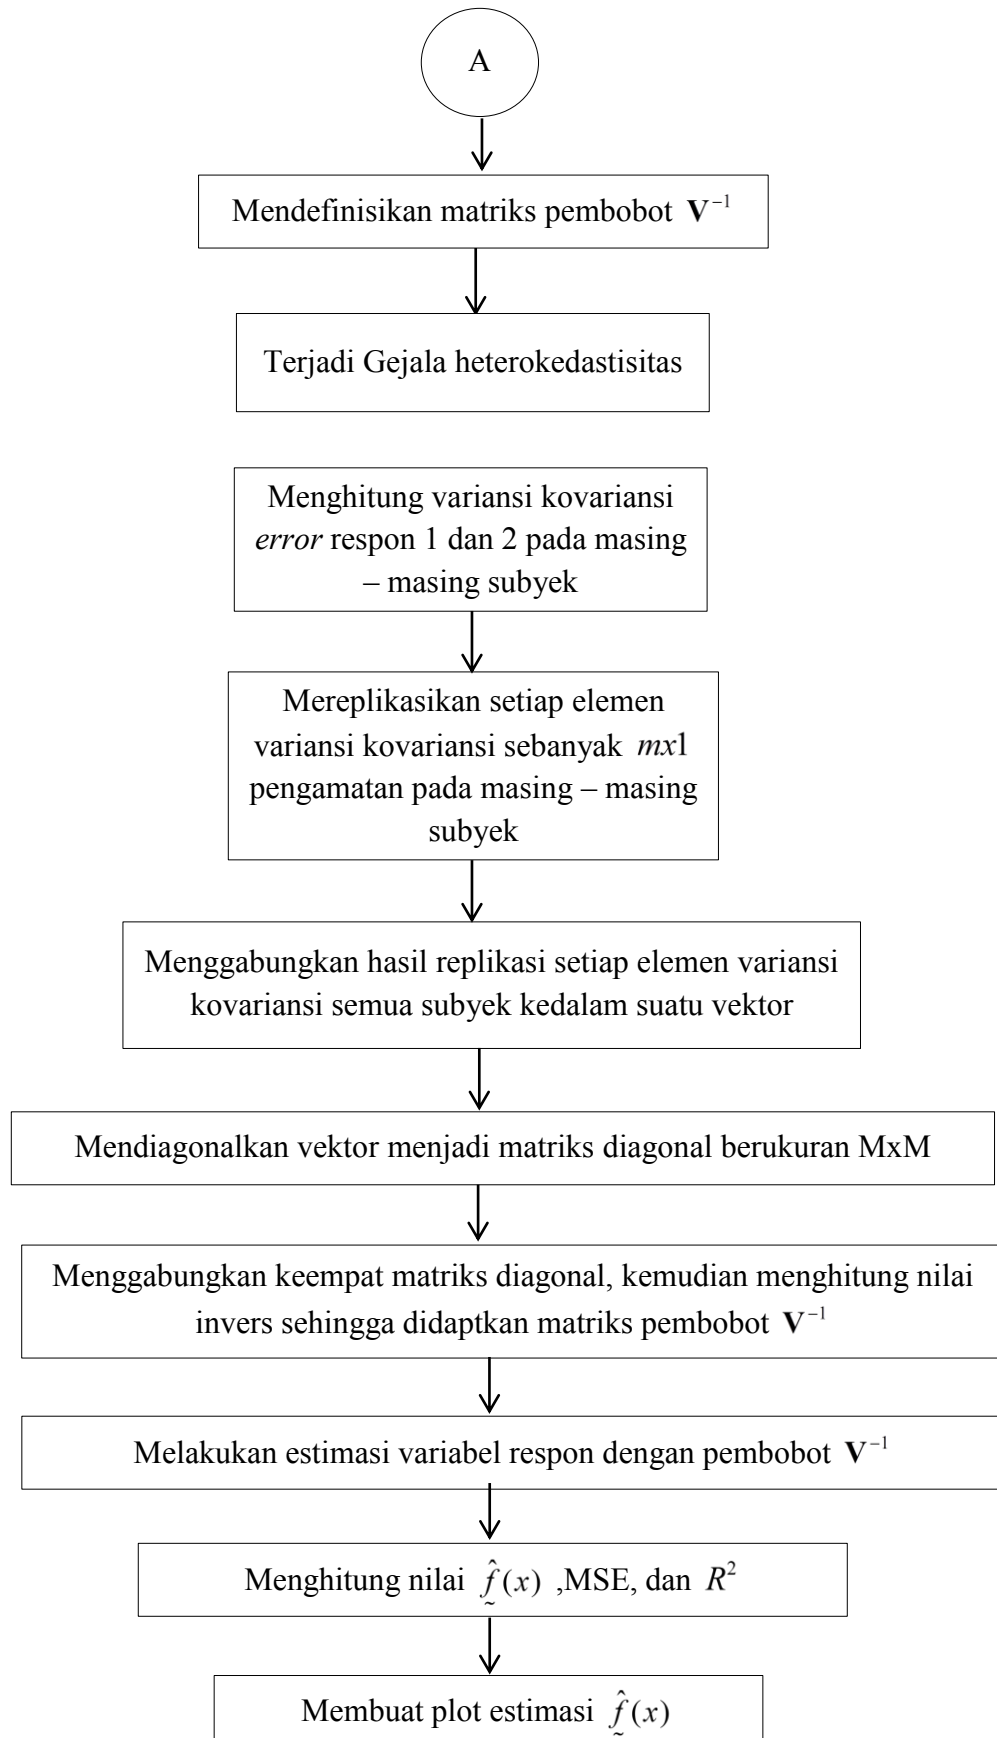 A
Mendefinisikan matriks pembobot V⁻¹
Terjadi Gejala heterokedastisitas
Menghitung variansi kovariansi
error respon 1 dan 2 pada masing
– masing subyek
Mereplikasikan setiap elemen
variansi kovariansi sebanyak mx1
pengamatan pada masing – masing
subyek
Menggabungkan hasil replikasi setiap elemen variansi
kovariansi semua subyek kedalam suatu vektor
Mendiagonalkan vektor menjadi matriks diagonal berukuran MxM
Menggabungkan keempat matriks diagonal, kemudian menghitung nilai
invers sehingga didaptkan matriks pembobot V⁻¹
Melakukan estimasi variabel respon dengan pembobot V⁻¹
Menghitung nilai f̰̂(x) ,MSE, dan R²
Membuat plot estimasi f̰̂(x)